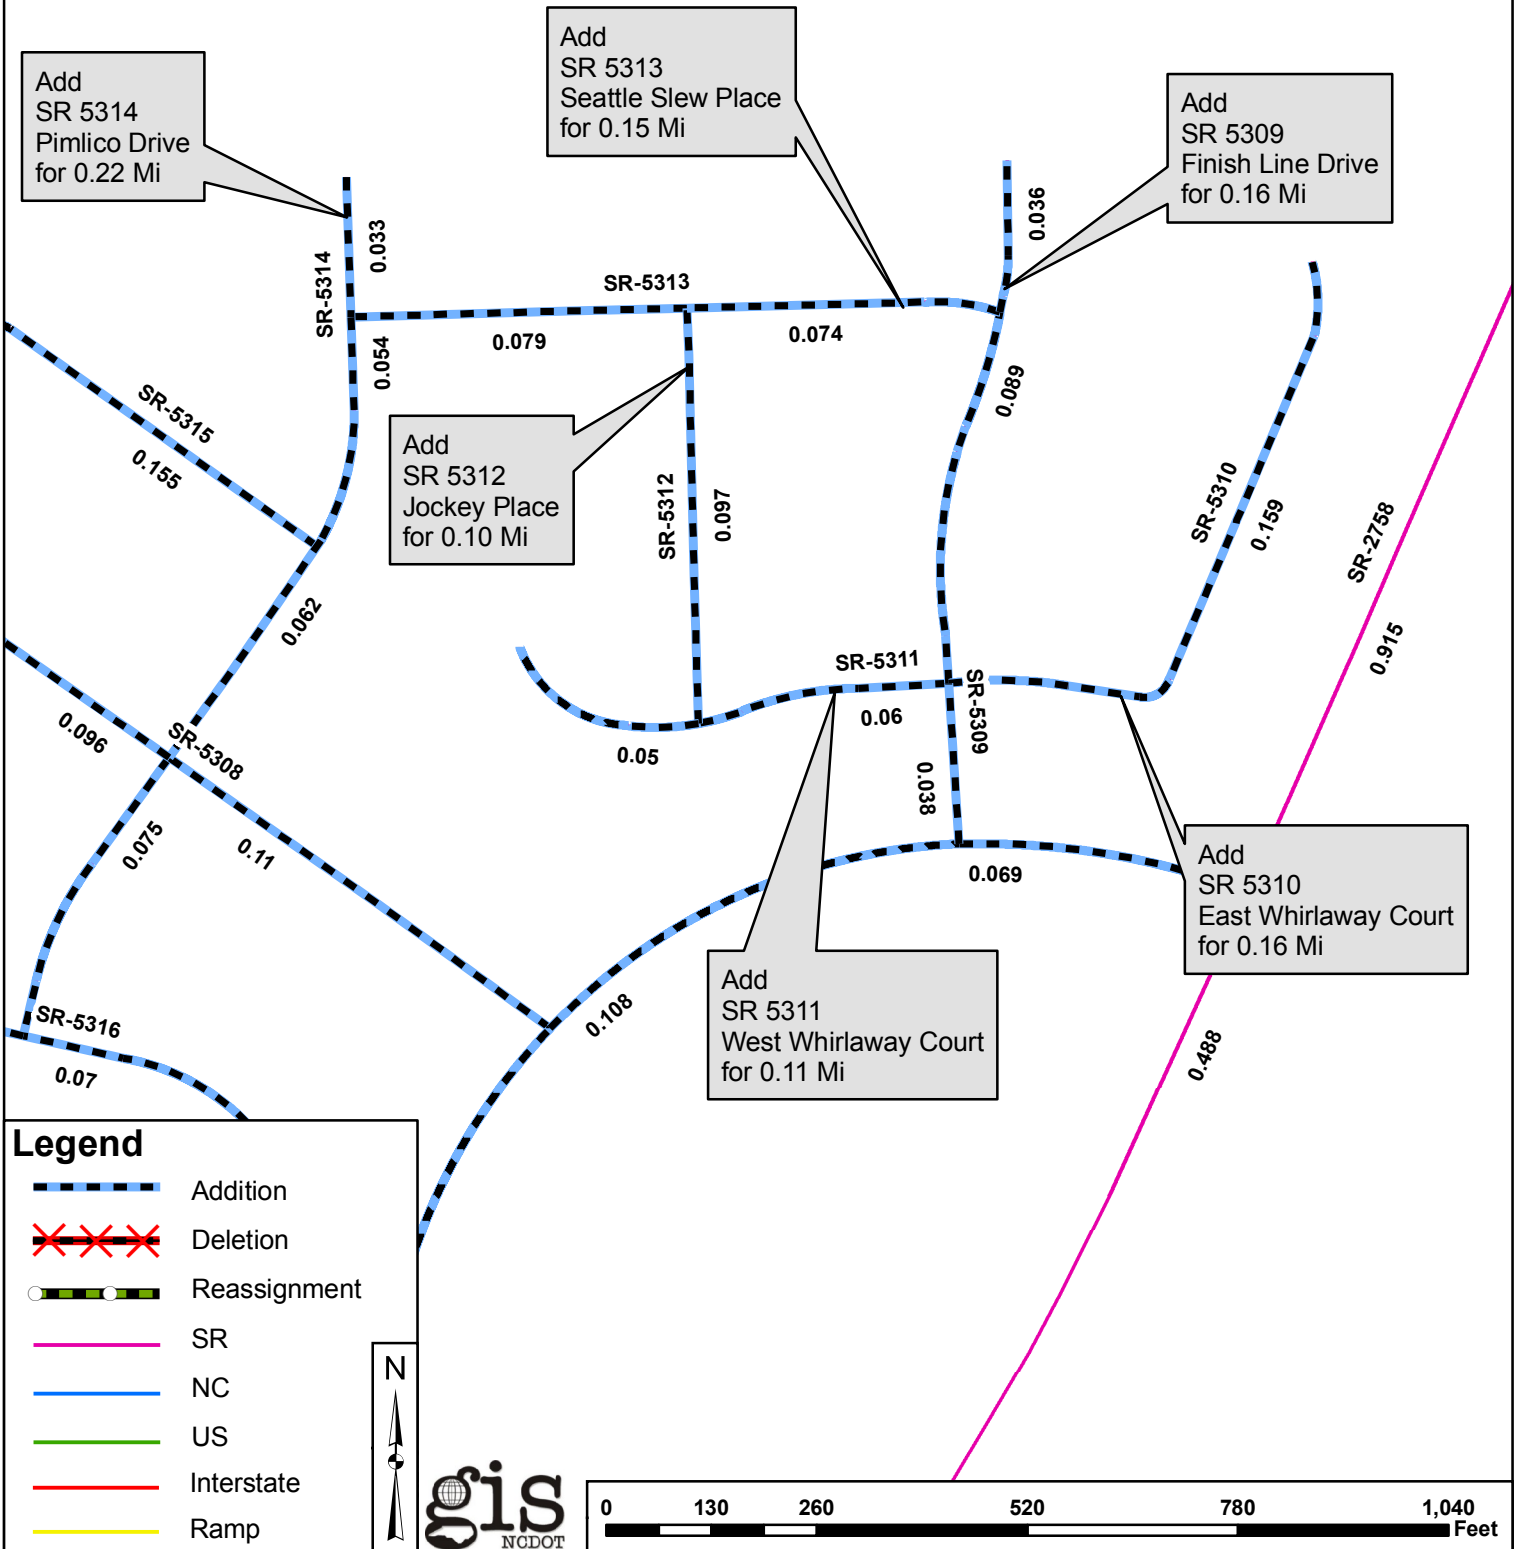 Add
SR 5314
Pimlico Drive
for 0.22 Mi
Add
SR 5313
Seattle Slew Place
for 0.15 Mi
Add
SR 5309
Finish Line Drive
for 0.16 Mi
0.033
SR-5314
0.054
SR-5313
0.079
0.074
0.036
0.089
SR-5315
0.155
Add
SR 5312
Jockey Place
for 0.10 Mi
SR-5312
0.097
SR-5310
0.159
SR-2758
0.915
0.062
SR-5311
0.06
0.05
SR-5309
0.038
0.096
SR-5308
0.11
0.075
0.069
Add
SR 5310
East Whirlaway Court
for 0.16 Mi
Add
SR 5311
West Whirlaway Court
for 0.11 Mi
0.108
0.488
SR-5316
0.07
Legend
Addition
Deletion
Reassignment
SR
NC
US
Interstate
Ramp
N
gis
NCDOT
0 130 260 520 780 1,040
Feet